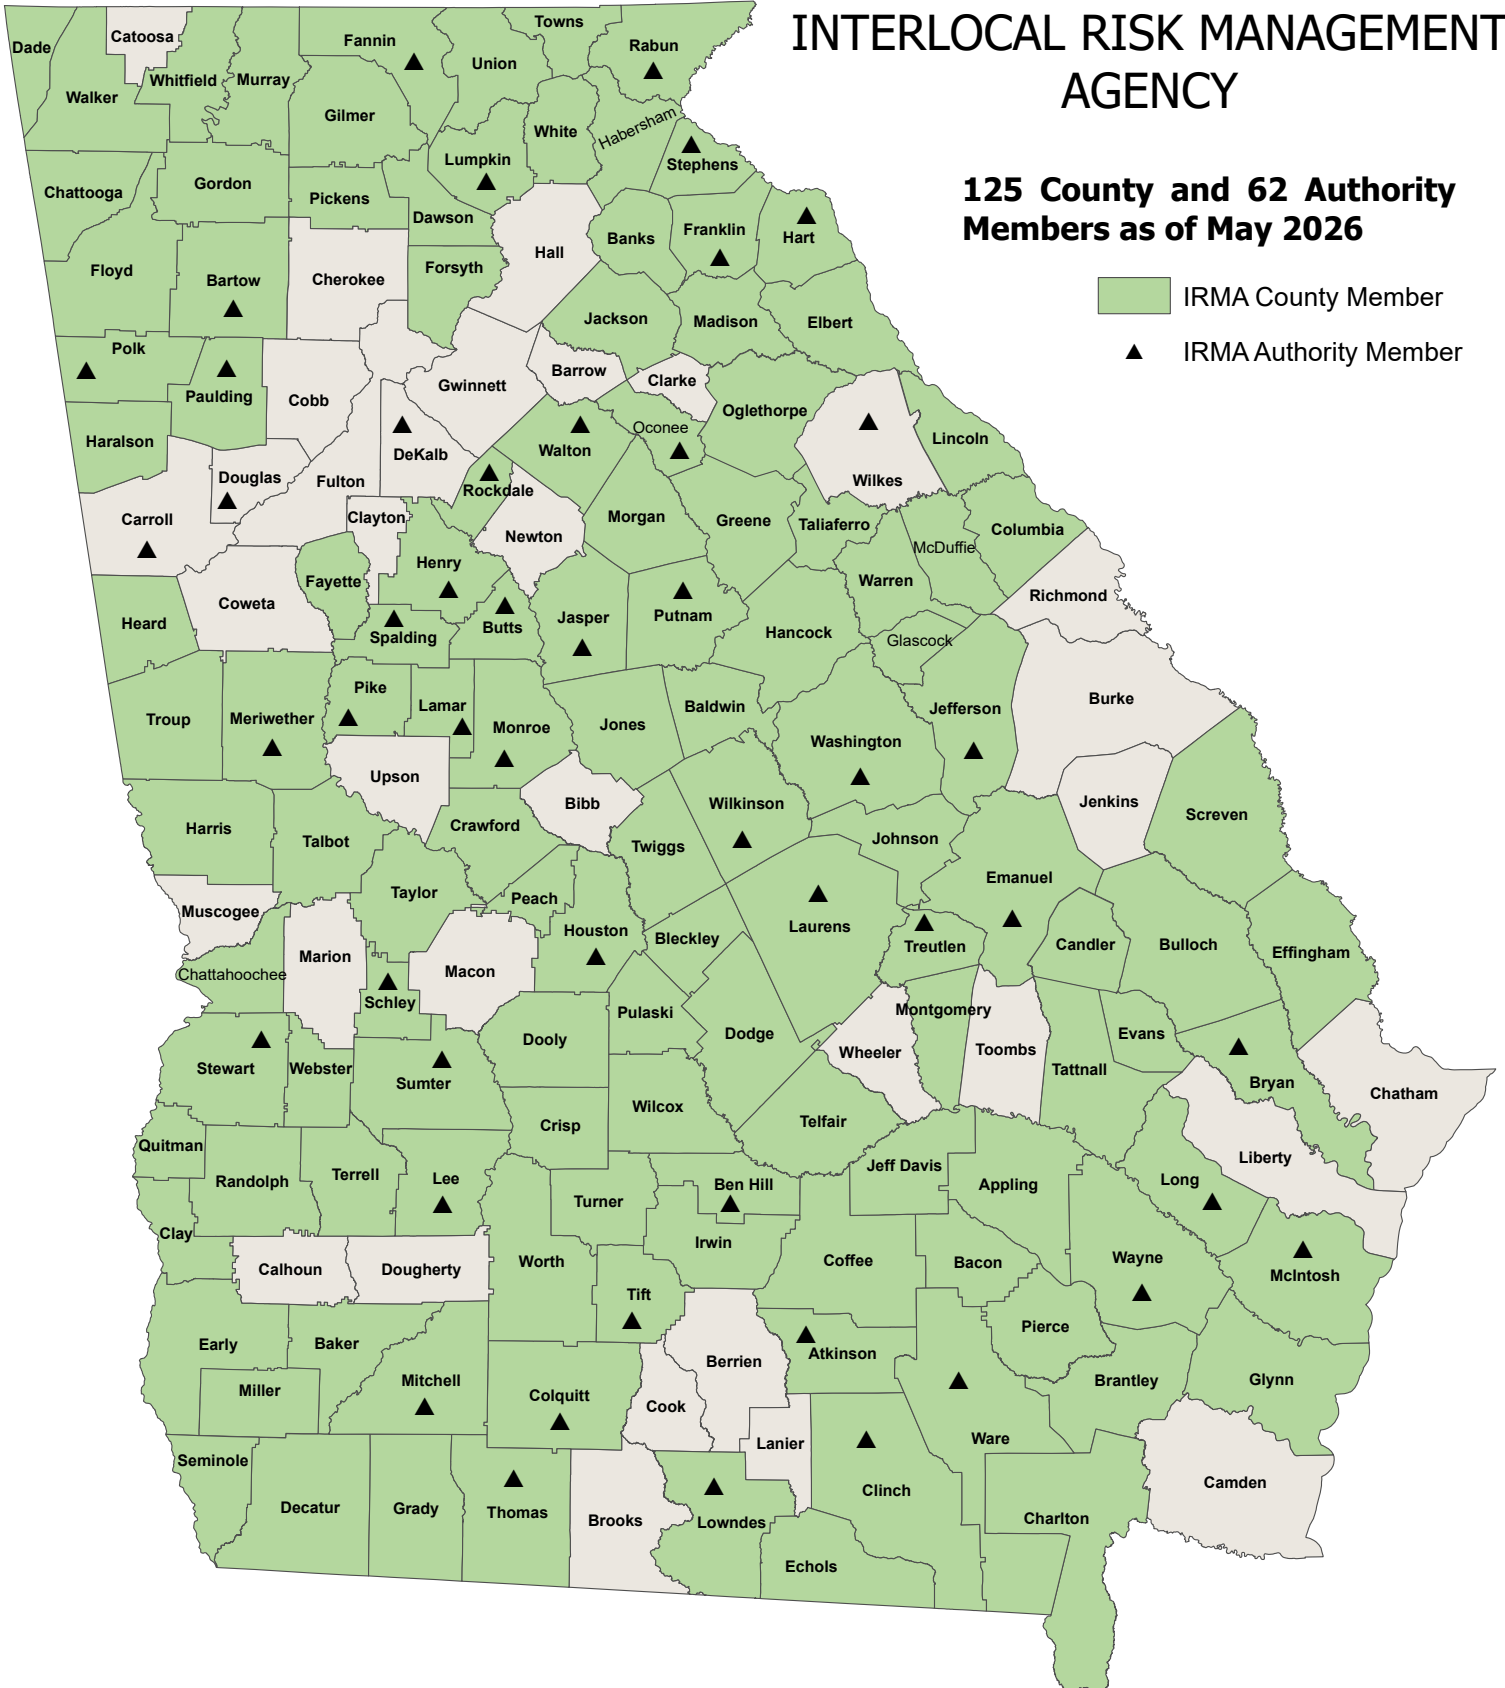 INTERLOCAL RISK MANAGEMENT
AGENCY
125 County and 62 Authority
Members as of May 2026
IRMA County Member
IRMA Authority Member
Dade
Catoosa
Whitfield
Walker
Murray
Fannin
Gilmer
Union
Towns
Rabun
White
Habersham
Stephens
Lumpkin
Chattooga
Gordon
Pickens
Dawson
Hall
Banks
Franklin
Hart
Floyd
Bartow
Cherokee
Forsyth
Jackson
Madison
Elbert
Polk
Paulding
Cobb
Gwinnett
Barrow
Clarke
Oglethorpe
Haralson
Douglas
Fulton
DeKalb
Rockdale
Walton
Oconee
Wilkes
Lincoln
Carroll
Clayton
Henry
Newton
Morgan
Greene
Taliaferro
McDuffie
Columbia
Coweta
Fayette
Spalding
Butts
Jasper
Putnam
Hancock
Warren
Glascock
Richmond
Heard
Troup
Meriwether
Pike
Lamar
Monroe
Jones
Baldwin
Washington
Jefferson
Burke
Upson
Bibb
Wilkinson
Jenkins
Screven
Harris
Talbot
Crawford
Twiggs
Johnson
Emanuel
Muscogee
Taylor
Peach
Houston
Bleckley
Laurens
Treutlen
Candler
Bulloch
Effingham
Chattahoochee
Marion
Schley
Macon
Pulaski
Dooly
Dodge
Wheeler
Montgomery
Toombs
Tattnall
Evans
Bryan
Chatham
Stewart
Webster
Sumter
Crisp
Wilcox
Telfair
Quitman
Randolph
Terrell
Lee
Turner
Ben Hill
Jeff Davis
Appling
Long
Liberty
Clay
Calhoun
Dougherty
Worth
Irwin
Coffee
Bacon
Wayne
McIntosh
Early
Baker
Tift
Miller
Mitchell
Colquitt
Berrien
Cook
Atkinson
Pierce
Brantley
Glynn
Lanier
Ware
Clinch
Seminole
Decatur
Grady
Thomas
Brooks
Lowndes
Echols
Charlton
Camden